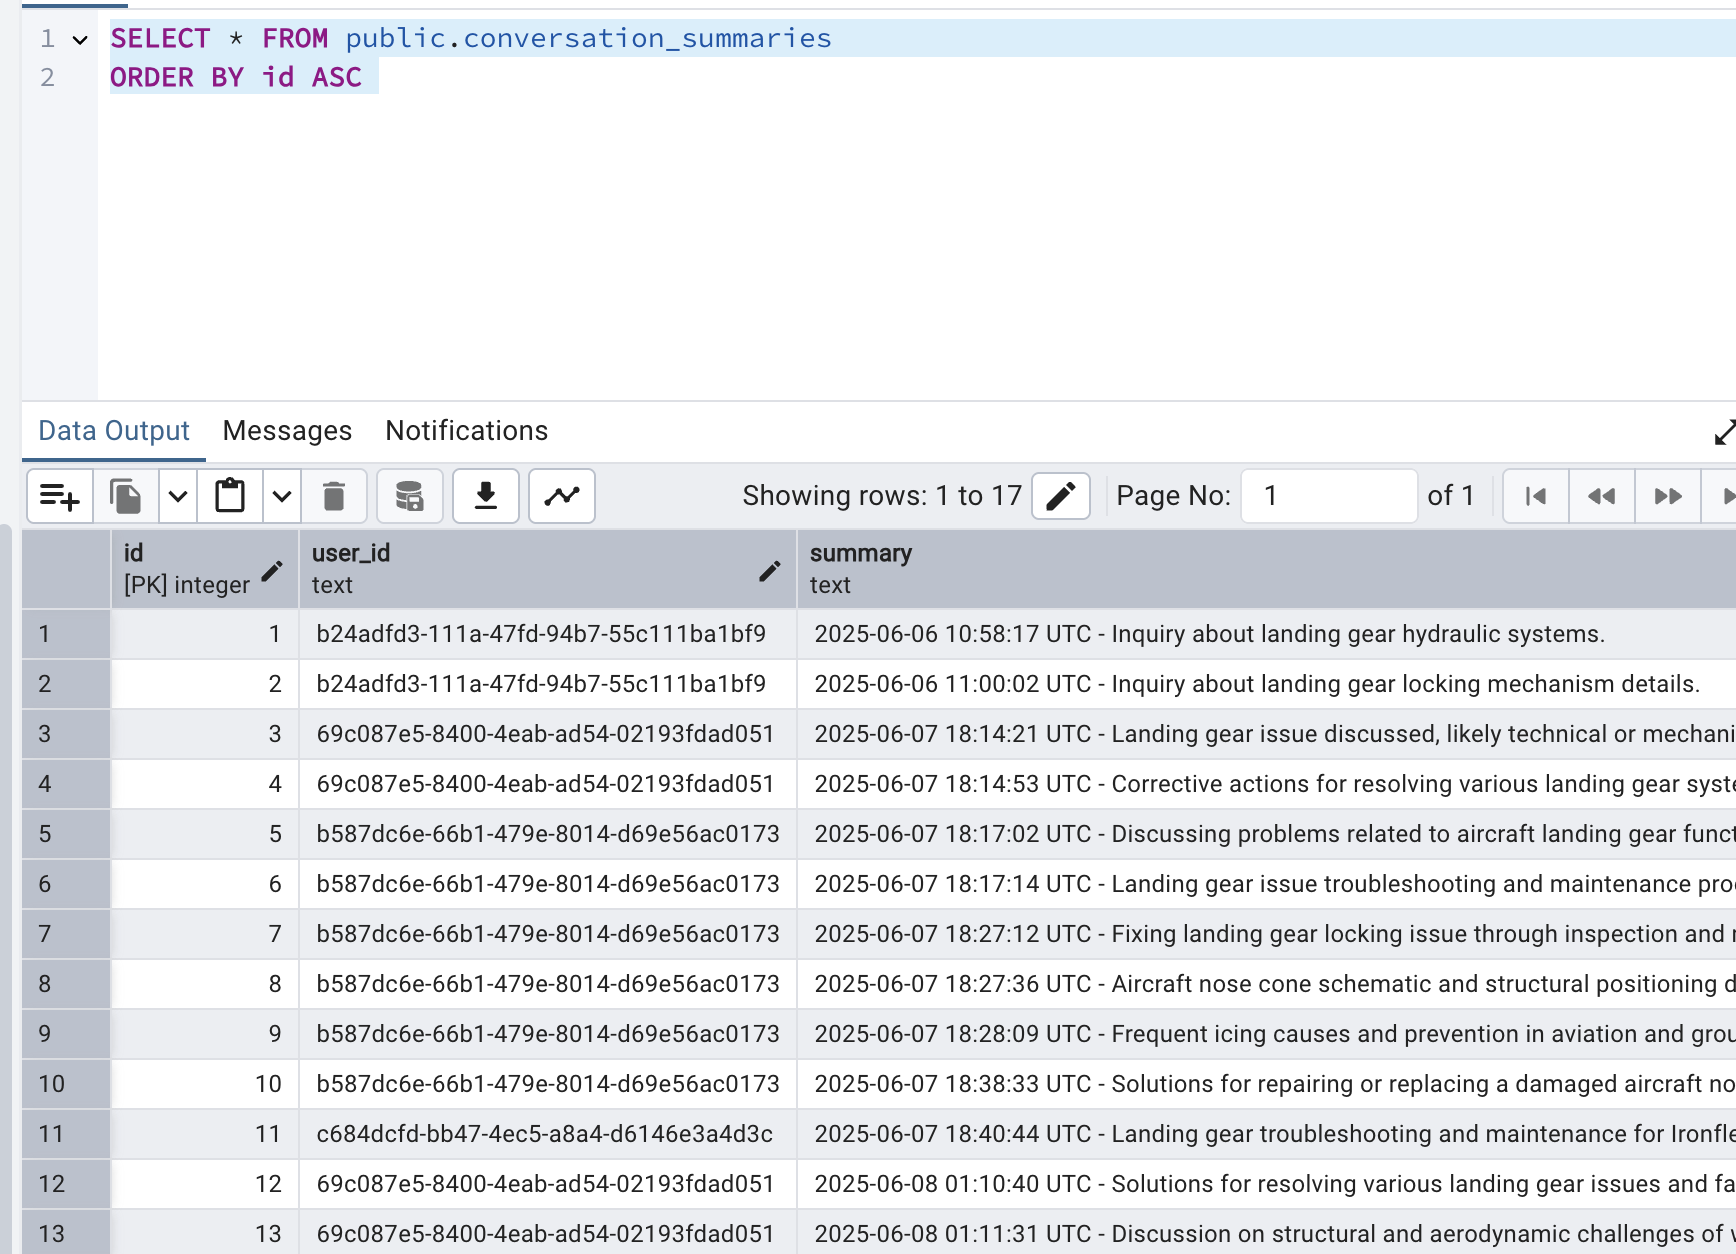 1 SELECT * FROM public.conversation_summaries
2 ORDER BY id ASC
Data Output Messages Notifications
Showing rows: 1 to 17 Page No: 1 of 1
id user_id summary
[PK] integer text text
1 1 b24adfd3-111a-47fd-94b7-55c111ba1bf9 2025-06-06 10:58:17 UTC - Inquiry about landing gear hydraulic systems.
2 2 b24adfd3-111a-47fd-94b7-55c111ba1bf9 2025-06-06 11:00:02 UTC - Inquiry about landing gear locking mechanism details.
3 3 69c087e5-8400-4eab-ad54-02193fdad051 2025-06-07 18:14:21 UTC - Landing gear issue discussed, likely technical or mechani
4 4 69c087e5-8400-4eab-ad54-02193fdad051 2025-06-07 18:14:53 UTC - Corrective actions for resolving various landing gear syste
5 5 b587dc6e-66b1-479e-8014-d69e56ac0173 2025-06-07 18:17:02 UTC - Discussing problems related to aircraft landing gear funct
6 6 b587dc6e-66b1-479e-8014-d69e56ac0173 2025-06-07 18:17:14 UTC - Landing gear issue troubleshooting and maintenance pro
7 7 b587dc6e-66b1-479e-8014-d69e56ac0173 2025-06-07 18:27:12 UTC - Fixing landing gear locking issue through inspection and
8 8 b587dc6e-66b1-479e-8014-d69e56ac0173 2025-06-07 18:27:36 UTC - Aircraft nose cone schematic and structural positioning d
9 9 b587dc6e-66b1-479e-8014-d69e56ac0173 2025-06-07 18:28:09 UTC - Frequent icing causes and prevention in aviation and grou
10 10 b587dc6e-66b1-479e-8014-d69e56ac0173 2025-06-07 18:38:33 UTC - Solutions for repairing or replacing a damaged aircraft no
11 11 c684dcfd-bb47-4ec5-a8a4-d6146e3a4d3c 2025-06-07 18:40:44 UTC - Landing gear troubleshooting and maintenance for Ironfle
12 12 69c087e5-8400-4eab-ad54-02193fdad051 2025-06-08 01:10:40 UTC - Solutions for resolving various landing gear issues and fa
13 13 69c087e5-8400-4eab-ad54-02193fdad051 2025-06-08 01:11:31 UTC - Discussion on structural and aerodynamic challenges of